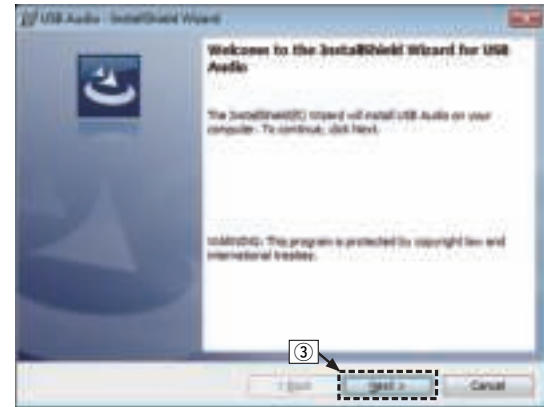 USB Audio - InstallShield Wizard
Welcome to the InstallShield Wizard for USB
Audio
The InstallShield(R) Wizard will install USB Audio on your
computer. To continue, click Next.
WARNING: This program is protected by copyright law and
international treaties.
③
< Back
Next >
Cancel